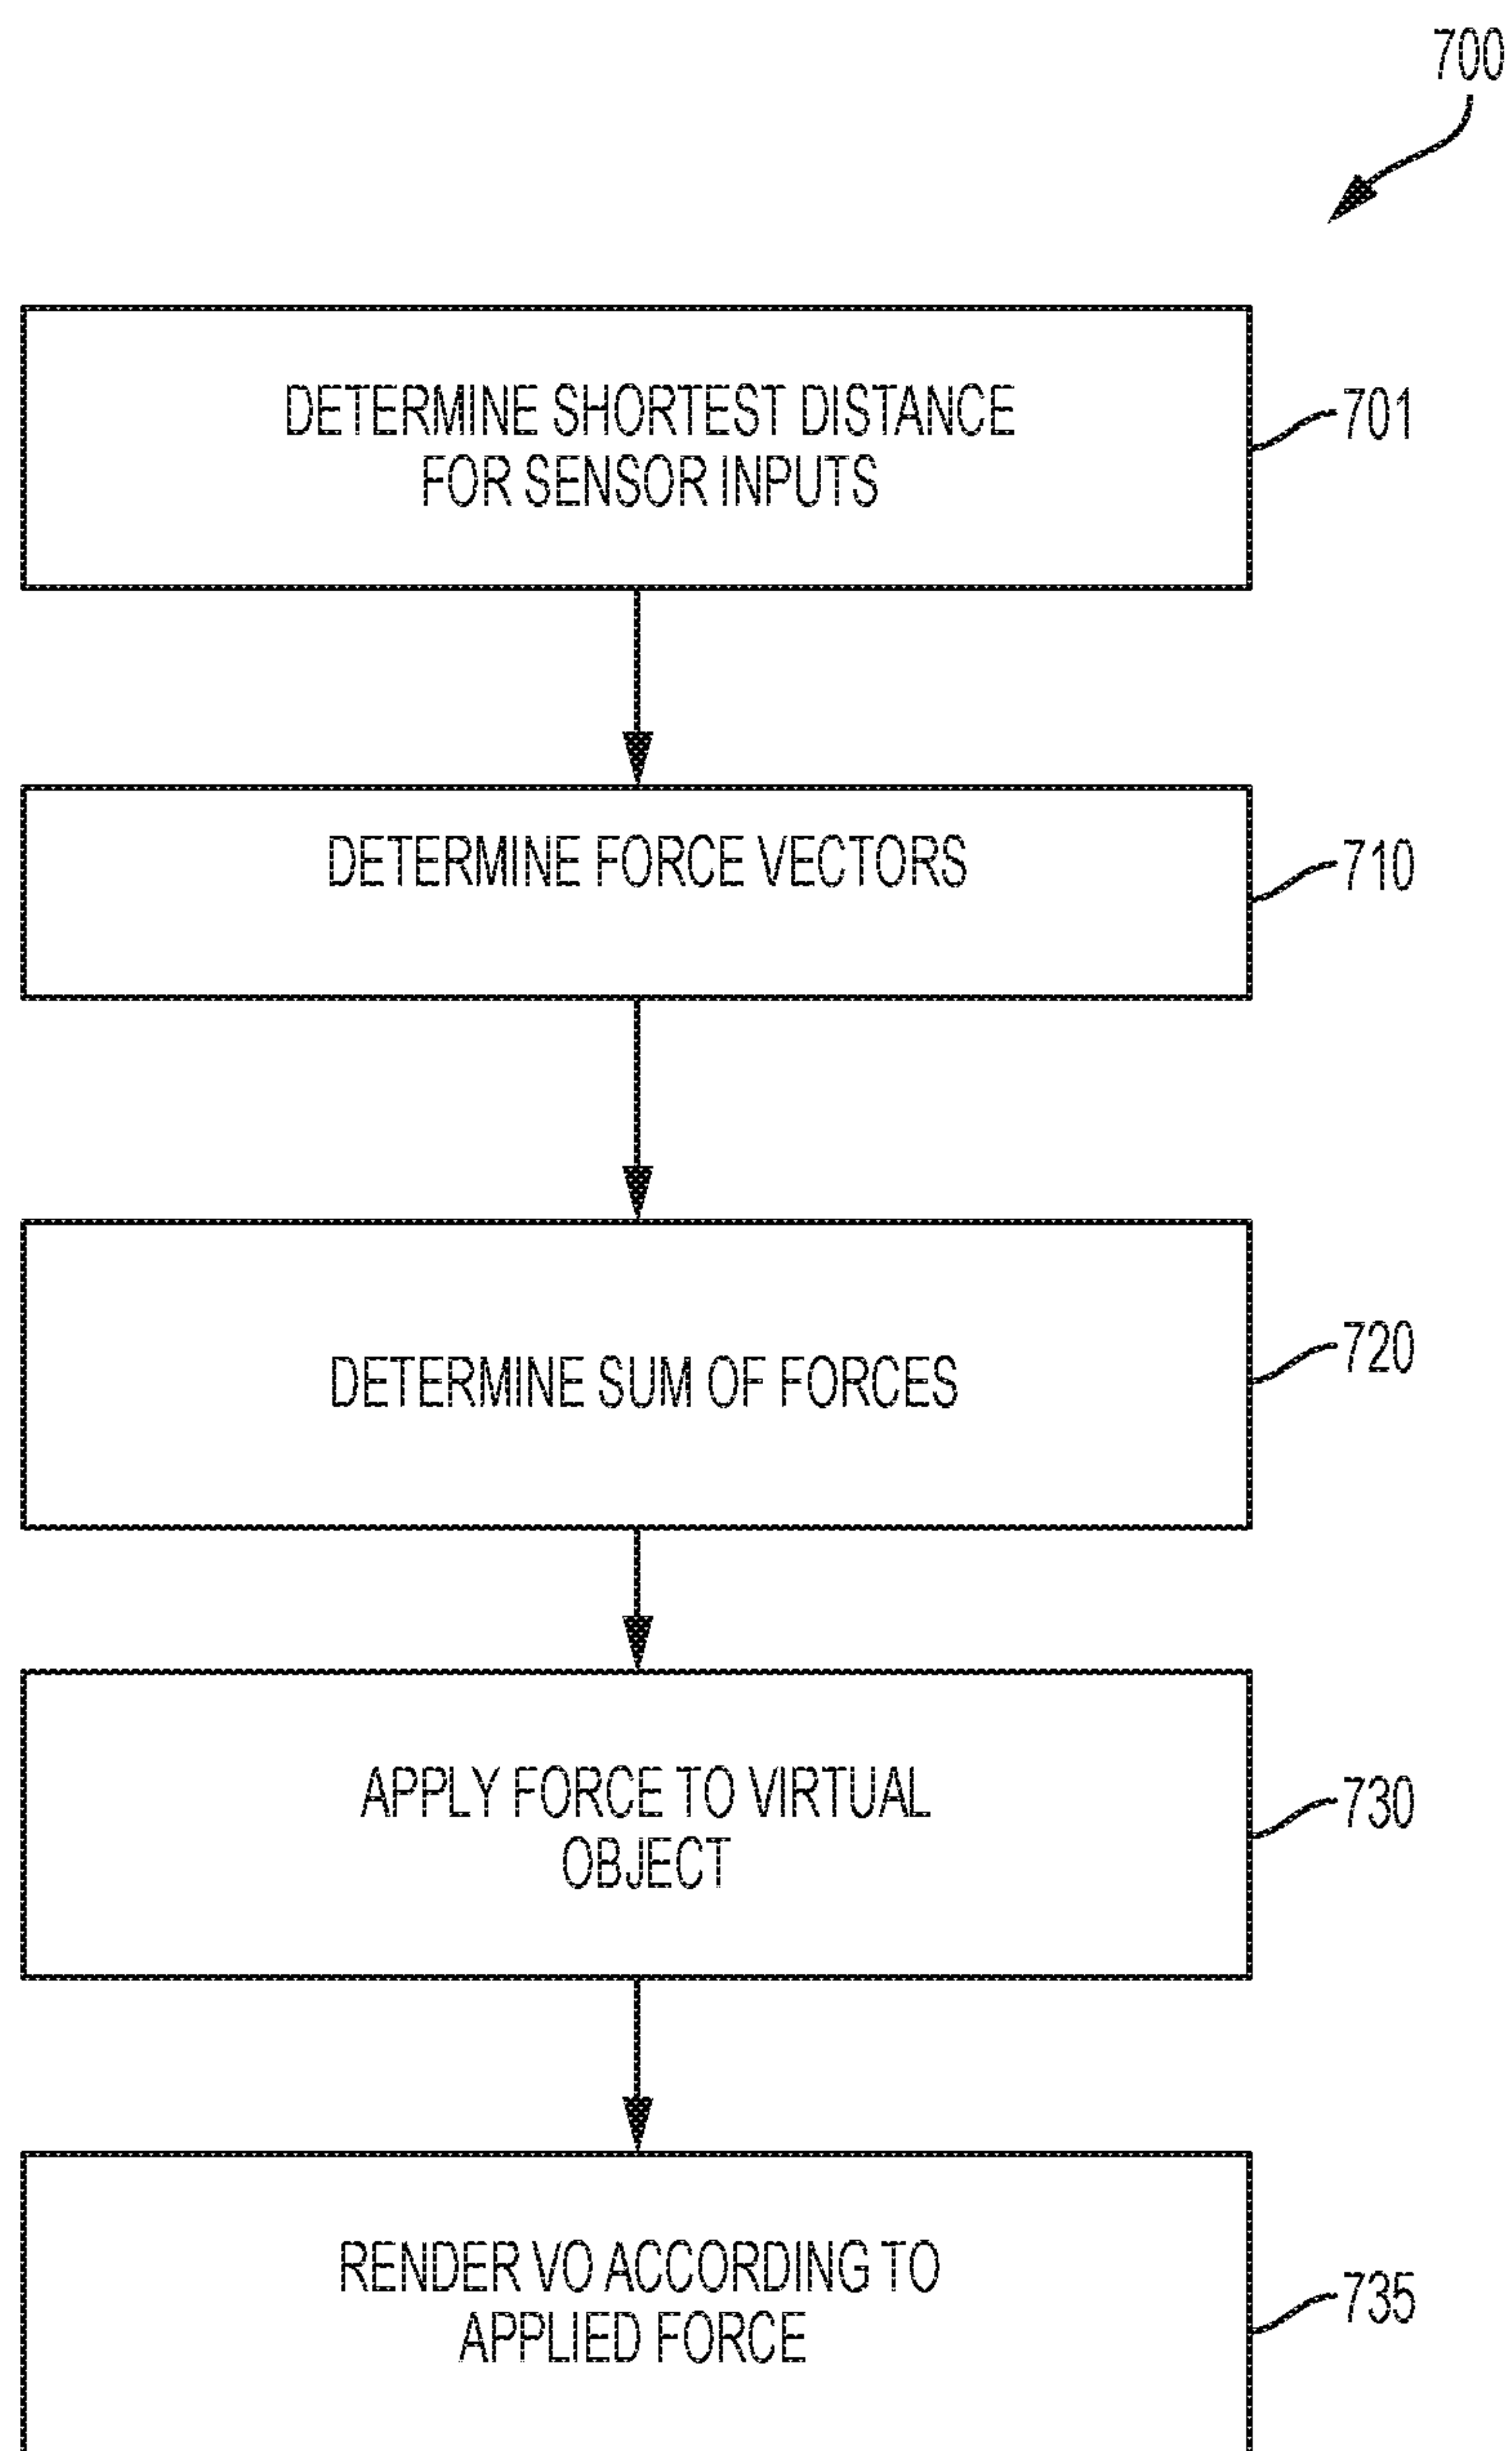 700
DETERMINE SHORTEST DISTANCE
FOR SENSOR INPUTS
701
DETERMINE FORCE VECTORS
710
DETERMINE SUM OF FORCES
720
APPLY FORCE TO VIRTUAL
OBJECT
730
RENDER VO ACCORDING TO
APPLIED FORCE
735